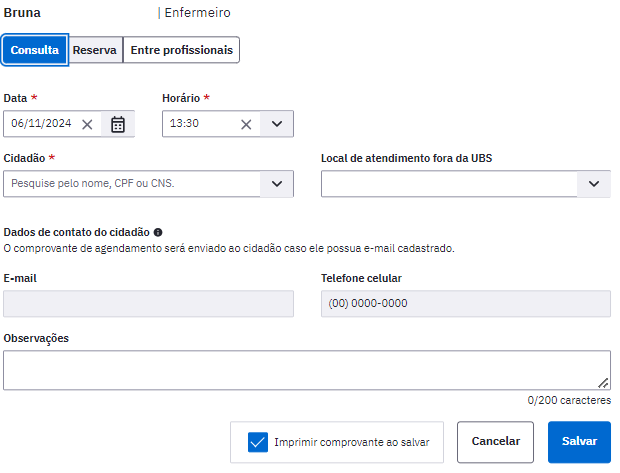 Bruna | Enfermeiro
Consulta Reserva Entre profissionais
Data * Horário *
06/11/2024 13:30
Cidadão * Local de atendimento fora da UBS
Pesquise pelo nome, CPF ou CNS.
Dados de contato do cidadão
O comprovante de agendamento será enviado ao cidadão caso ele possua e-mail cadastrado.
E-mail Telefone celular
(00) 0000-0000
Observações
0/200 caracteres
Imprimir comprovante ao salvar Cancelar Salvar